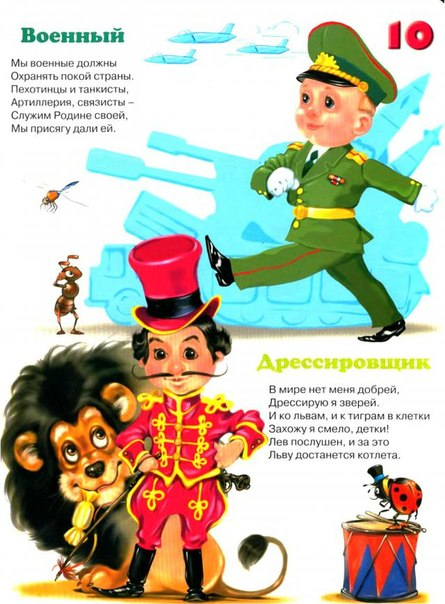 Военный
10
Мы военные должны
Охранять покой страны.
Пехотинцы и танкисты,
Артиллерия, связисты –
Служим Родине своей,
Мы присягу дали ей.
Дрессировщик
В мире нет меня добрей,
Дрессирую я зверей.
И ко львам, и к тиграм в клетки
Захожу я смело, детки!
Лев послушен, и за это
Льву достанется котлета.